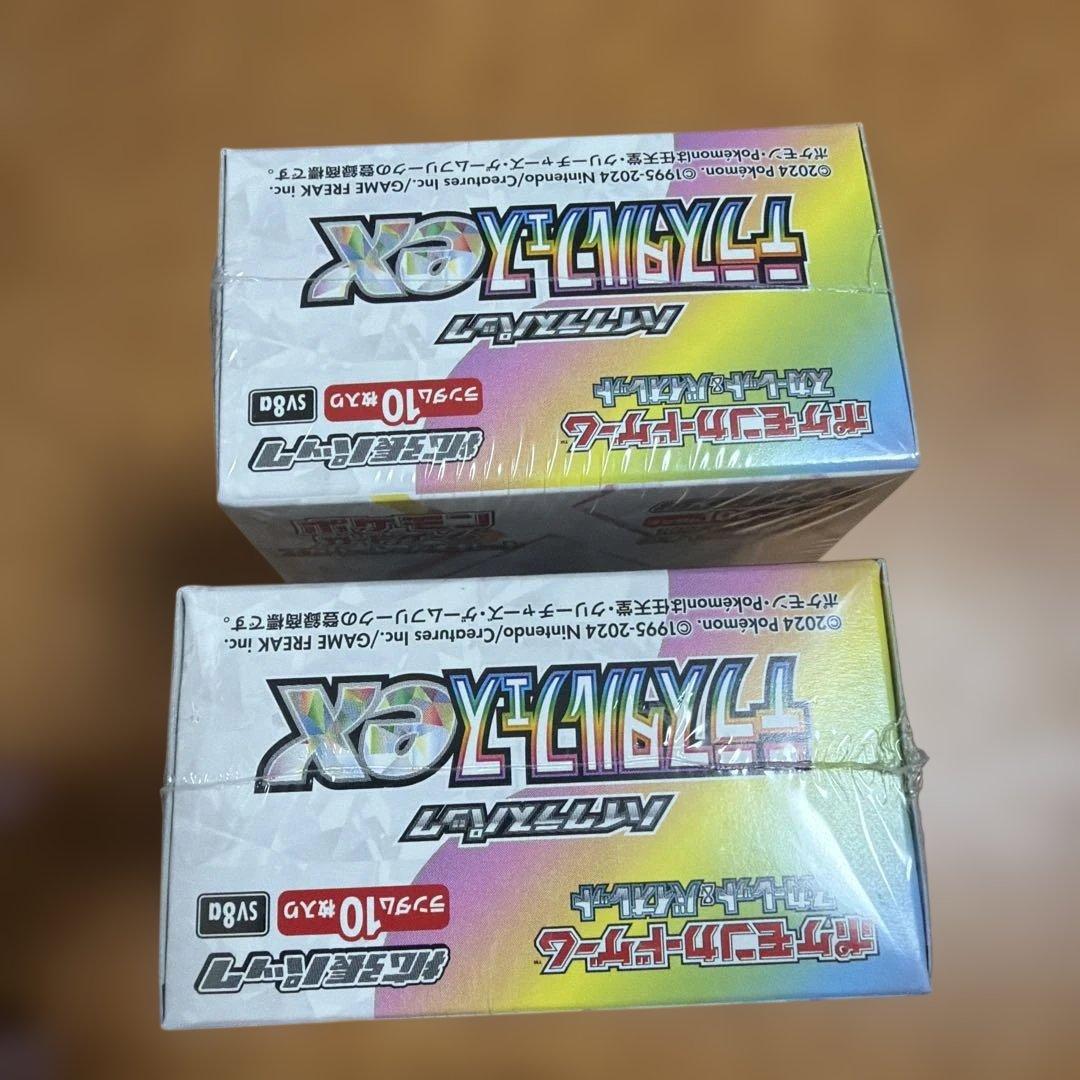 拡張パック
ランダム10枚入り
sv8a
ポケモンカードゲーム™
スカーレット&バイオレット
ハイクラスパック
テラスタルフェスex
©2024 Pokémon. ©1995-2024 Nintendo/Creatures Inc./GAME FREAK inc.
ポケモン・Pokémonは任天堂・クリーチャーズ・ゲームフリークの登録商標です。
拡張パック
ランダム10枚入り
sv8a
ポケモンカードゲーム™
スカーレット&バイオレット
ハイクラスパック
テラスタルフェスex
©2024 Pokémon. ©1995-2024 Nintendo/Creatures Inc./GAME FREAK inc.
ポケモン・Pokémonは任天堂・クリーチャーズ・ゲームフリークの登録商標です。